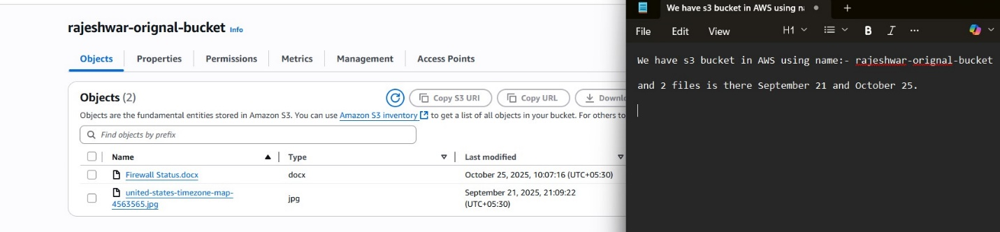 rajeshwar-orignal-bucket Info
Objects Properties Permissions Metrics Management Access Points
Objects (2)
Copy S3 URI Copy URL
Objects are the fundamental entities stored in Amazon S3. You can use Amazon S3 inventory to get a list of all objects in your bucket. For others to
Find objects by prefix
Name Type Last modified
Firewall Status.docx docx October 25, 2025, 10:07:16 (UTC+05:30)
united-states-timezone-map-
4563565.jpg
jpg
September 21, 2025, 21:09:22
(UTC+05:30)
We have s3 bucket in AWS using
File Edit View H1 B I
We have s3 bucket in AWS using name:- rajeshwar-orignal-bucket
and 2 files is there September 21 and October 25.